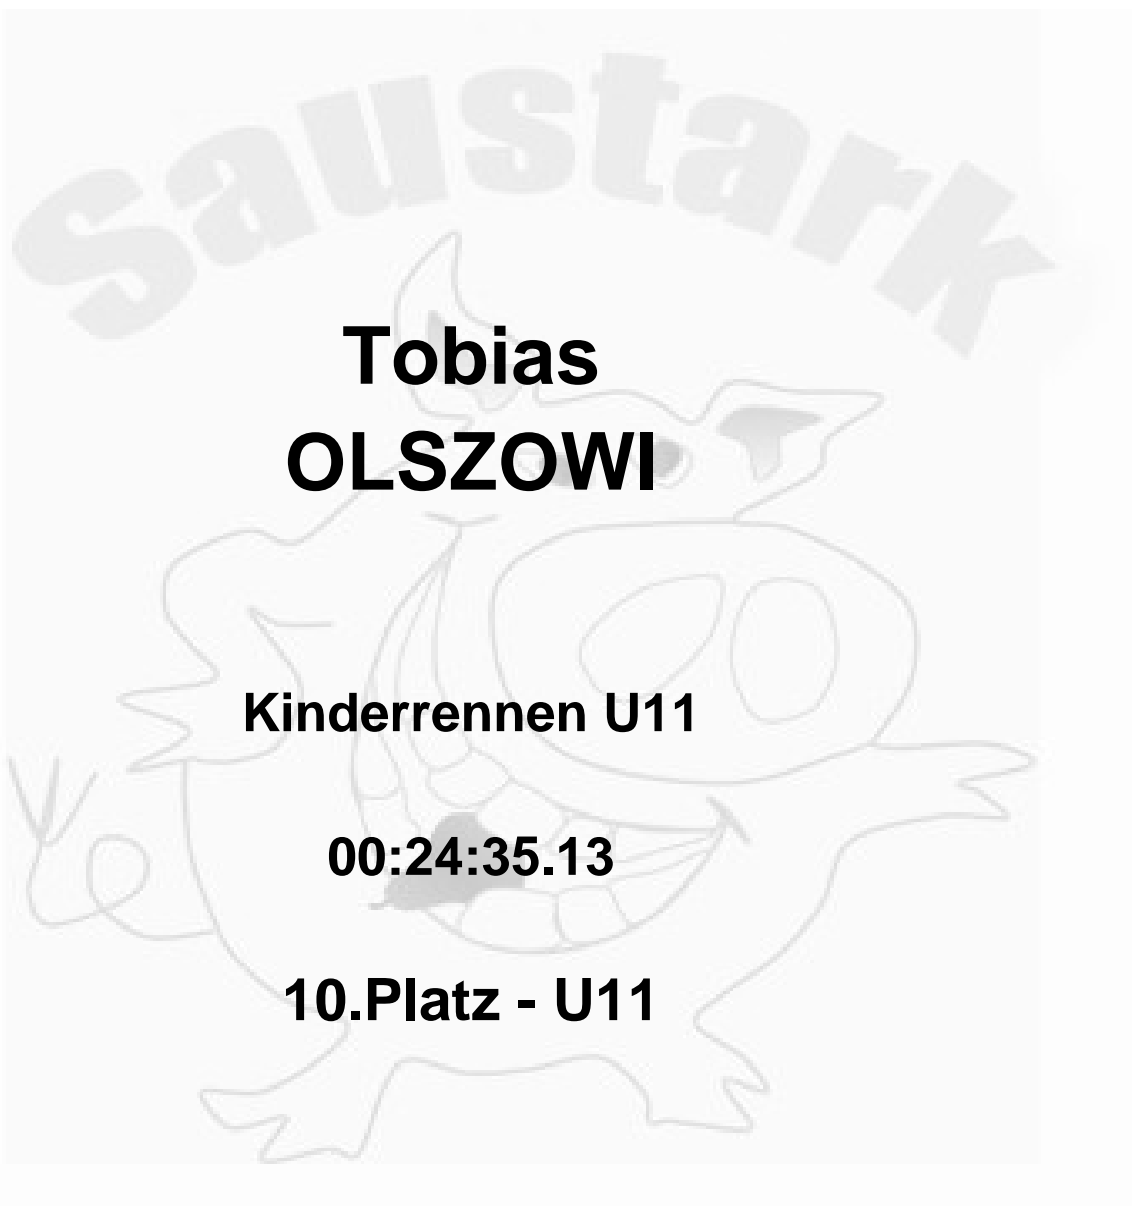 Saustark
Tobias
OLSZOWI
Kinderrennen U11
00:24:35.13
10.Platz - U11